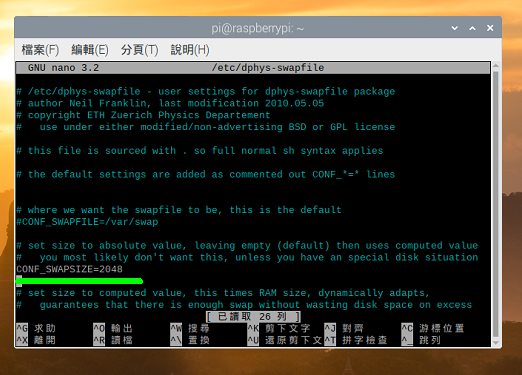 pi@raspberrypi: ~
檔案(F) 編輯(E) 分頁(T) 說明(H)
GNU nano 3.2 /etc/dphys-swapfile
# /etc/dphys-swapfile - user settings for dphys-swapfile package
# author Neil Franklin, last modification 2010.05.05
# copyright ETH Zuerich Physics Departement
#   use under either modified/non-advertising BSD or GPL license
# this file is sourced with . so full normal sh syntax applies
# the default settings are added as commented out CONF_*=* lines
# where we want the swapfile to be, this is the default
#CONF_SWAPFILE=/var/swap
# set size to absolute value, leaving empty (default) then uses computed value
#   you most likely don't want this, unless you have an special disk situation
CONF_SWAPSIZE=2048
# set size to computed value, this times RAM size, dynamically adapts,
#   guarantees that there is enough swap without wasting disk space on excess
[ 已讀取 26 列 ]
^G 求助 ^O 輸出 ^W 搜尋 ^K 剪下文字 ^J 對齊 ^C 游標位置
^X 離開 ^R 讀檔 ^\ 置換 ^U 還原剪下文 ^T 拼字檢查 ^_ 跳列